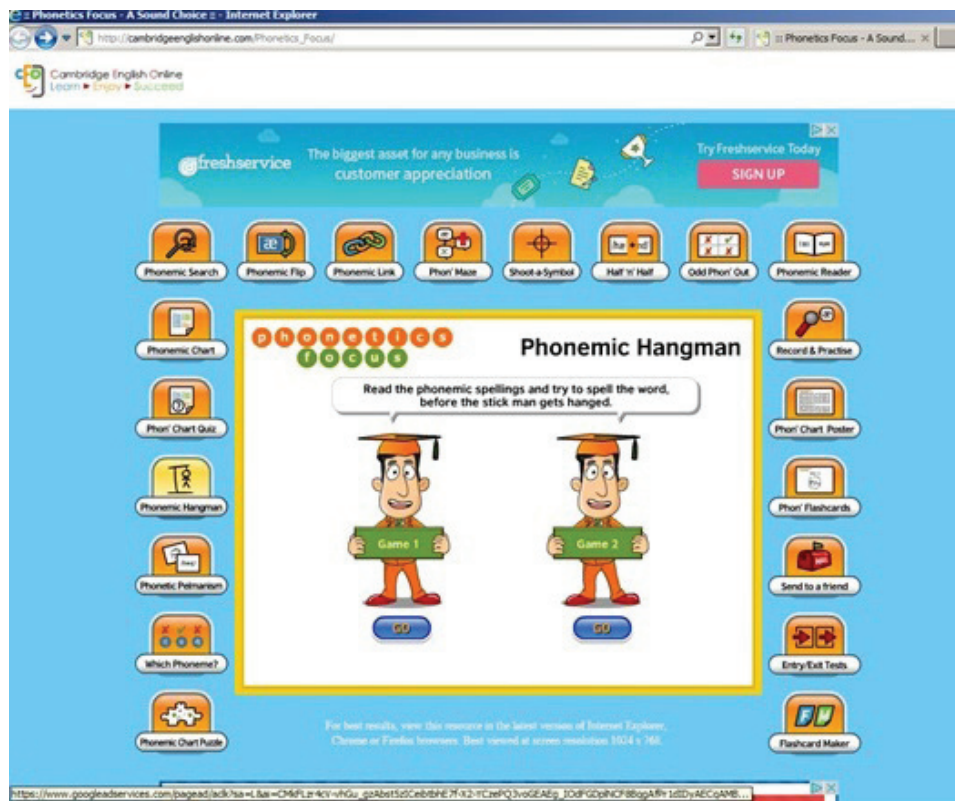 :: Phonetics Focus - A Sound Choice :: - Internet Explorer
http://cambridgeenglishonline.com/Phonetics_Focus/
:: Phonetics Focus - A Sound...
CEO
Cambridge English Online
Learn ▸ Enjoy ▸ Succeed
freshservice
The biggest asset for any business is
customer appreciation
Try Freshservice Today
SIGN UP
Phonemic Search
Phonemic Flip
Phonemic Link
Phon' Maze
Shoot-a-Symbol
Half 'n' Half
Odd Phon' Out
Phonemic Reader
Phonemic Chart
Phon' Chart Quiz
Phonemic Hangman
Phonetic Pelmanism
Which Phoneme?
Phonemic Chart Puzzle
phonetics
focus
Phonemic Hangman
Read the phonemic spellings and try to spell the word,
before the stick man gets hanged.
Game 1
Game 2
GO
GO
Record & Practise
Phon' Chart Poster
Phon' Flashcards
Send to a friend
Entry/Exit Tests
Flashcard Maker
For best results, view this resource in the latest version of Internet Explorer,
Chrome or Firefox browsers. Best viewed at screen resolution 1024 x 768.